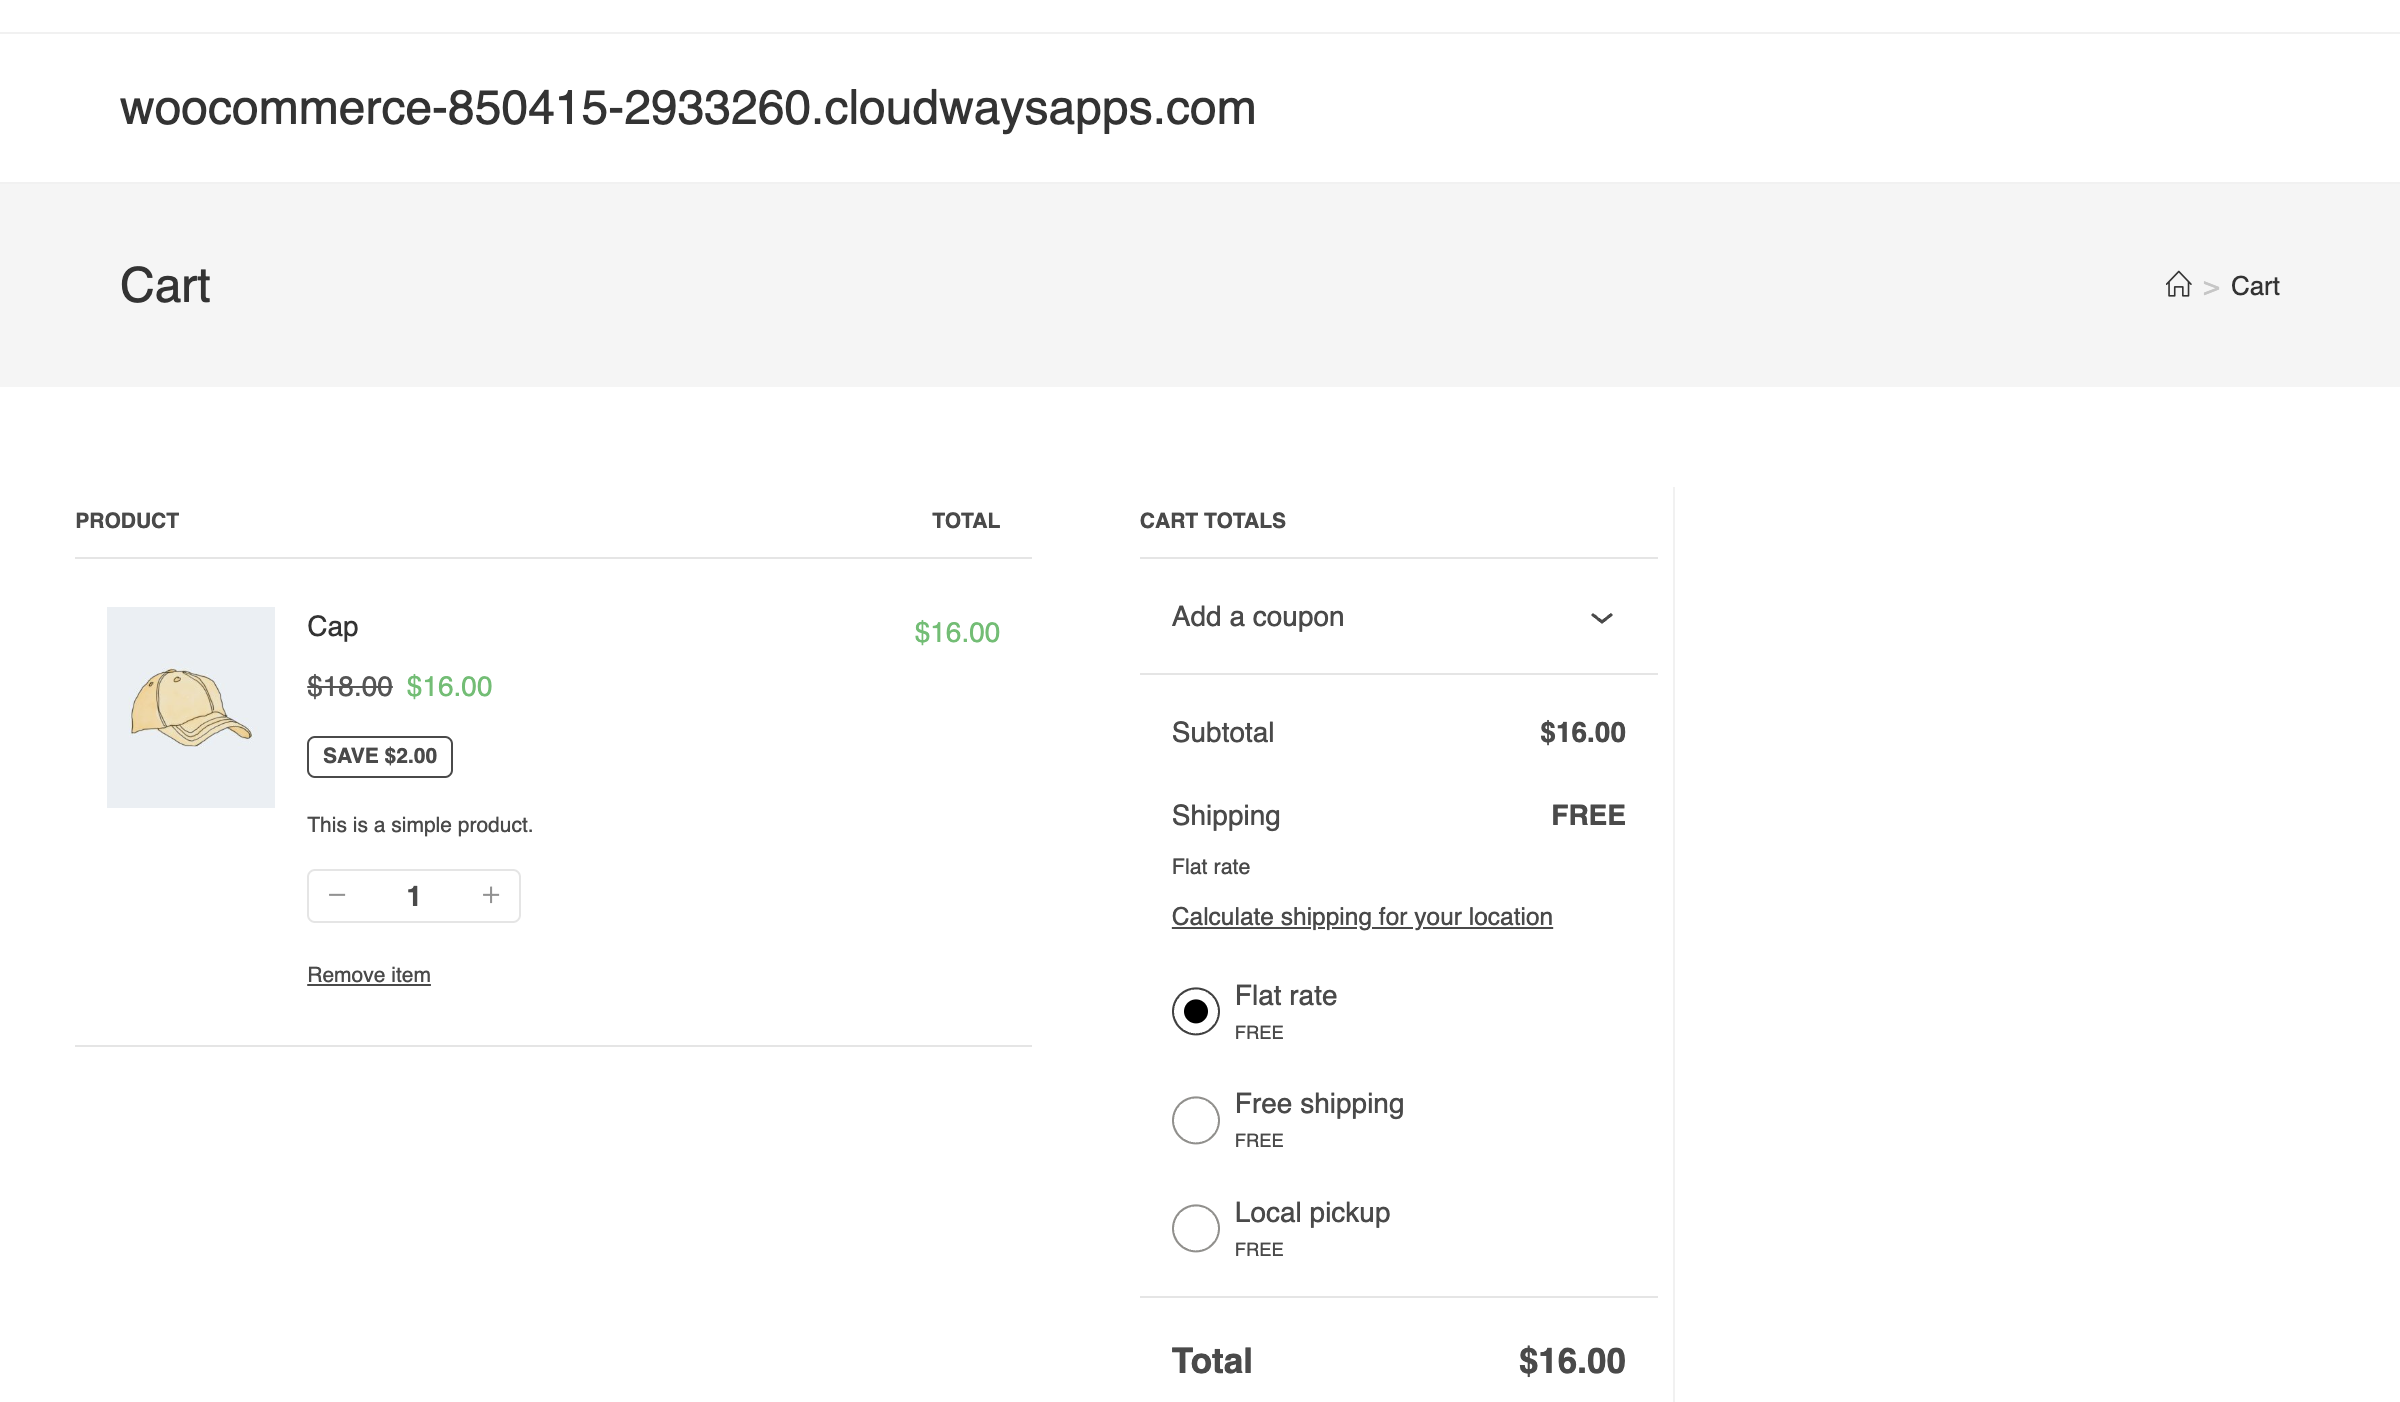 woocommerce-850415-2933260.cloudwaysapps.com
Cart
> Cart
PRODUCT TOTAL
Cap
$16.00
$18.00 $16.00
SAVE $2.00
This is a simple product.
− 1 +
Remove item
CART TOTALS
Add a coupon
Subtotal $16.00
Shipping FREE
Flat rate
Calculate shipping for your location
Flat rate
FREE
Free shipping
FREE
Local pickup
FREE
Total $16.00